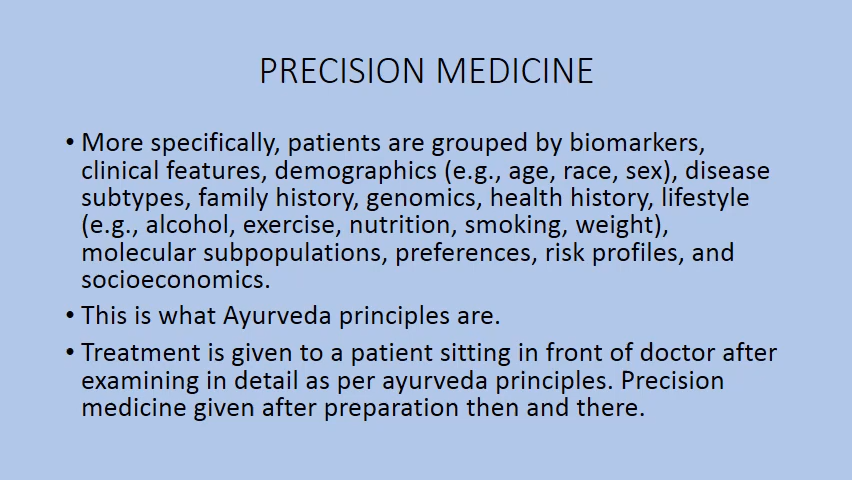 PRECISION MEDICINE
• More specifically, patients are grouped by biomarkers,
clinical features, demographics (e.g., age, race, sex), disease
subtypes, family history, genomics, health history, lifestyle
(e.g., alcohol, exercise, nutrition, smoking, weight),
molecular subpopulations, preferences, risk profiles, and
socioeconomics.
• This is what Ayurveda principles are.
• Treatment is given to a patient sitting in front of doctor after
examining in detail as per ayurveda principles. Precision
medicine given after preparation then and there.